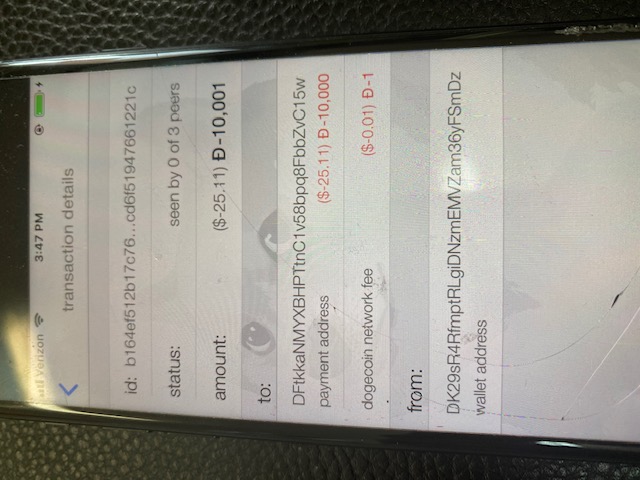 Verizon
3:47 PM
transaction details
id: b164ef512b17c76...cd6f51947661221c
status: seen by 0 of 3 peers
amount: ($-25.11) Ð-10,001
to:
DFtkkaNMYXBHPTtnC1v58bpq8FbbZvC15w
payment address ($-25.11) Ð-10,000
dogecoin network fee ($-0.01) Ð-1
from:
DK29sR4RfmptRLgiDNzmEMVZam36yFSmDz
wallet address